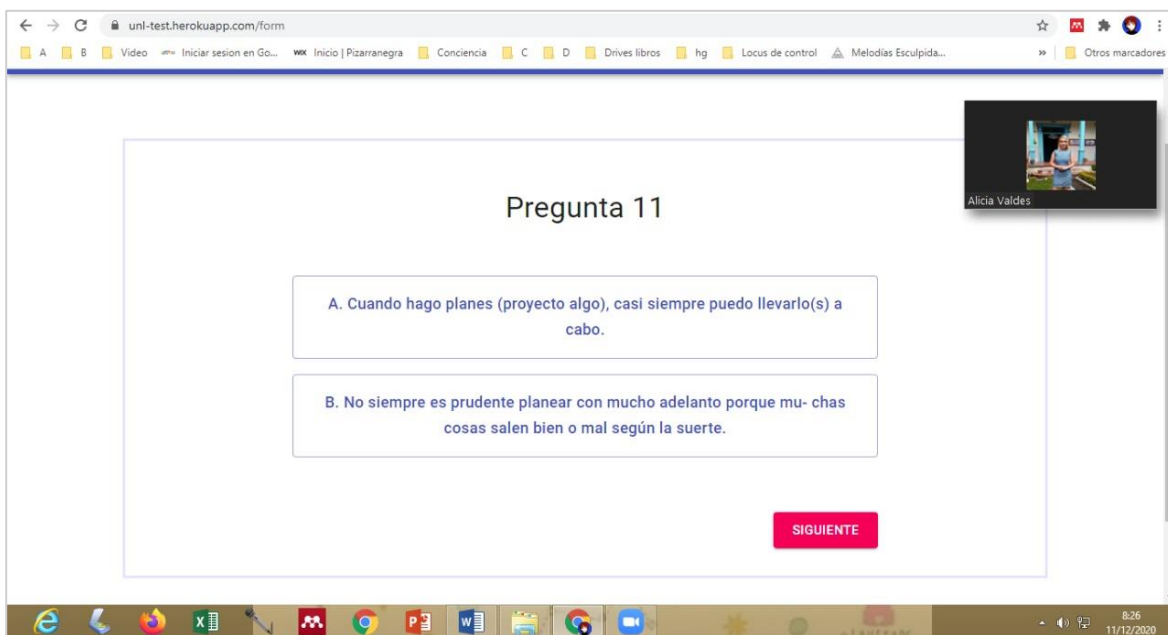 unl-test.herokuapp.com/form
A B Video Iniciar sesion en Go... WIX Inicio | Pizarranegra Conciencia C D Drives libros hg Locus de control Melodías Esculpida... » Otros marcadores
Alicia Valdes
Pregunta 11
A. Cuando hago planes (proyecto algo), casi siempre puedo llevarlo(s) a
cabo.
B. No siempre es prudente planear con mucho adelanto porque mu- chas
cosas salen bien o mal según la suerte.
SIGUIENTE
8:26
11/12/2020